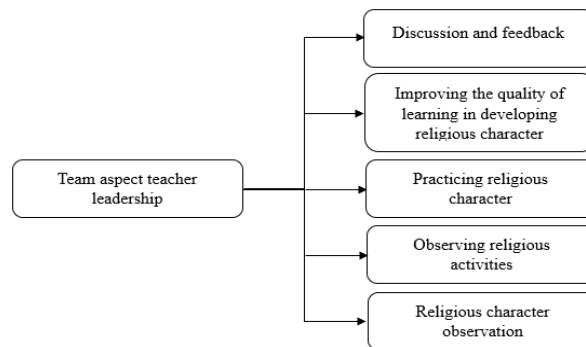 Discussion and feedback
Improving the quality of
learning in developing
religious character
Team aspect teacher
leadership
Practicing religious
character
Observing religious
activities
Religious character
observation